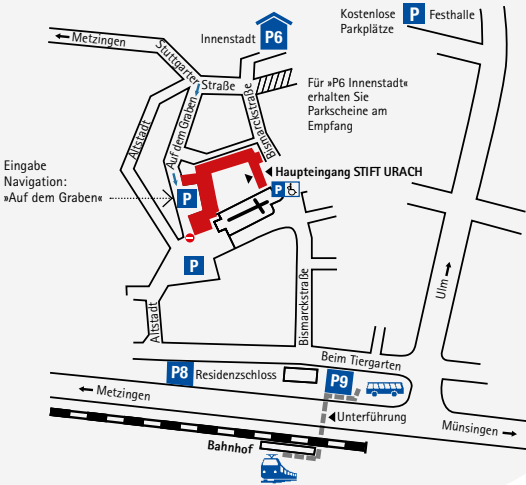 Metzingen
Innenstadt
P6
Kostenlose
Parkplätze
P
Festhalle
Stuttgarter
Straße
Für »P6 Innenstadt«
erhalten Sie
Parkscheine am
Empfang
Altstadt
Auf dem Graben
Bismarckstraße
Eingabe
Navigation:
»Auf dem Graben«
P
Haupteingang STIFT URACH
P
P
Ulm
Altstadt
Bismarckstraße
Beim Tiergarten
P8
Residenzschloss
P9
Metzingen
Unterführung
Münsingen
Bahnhof